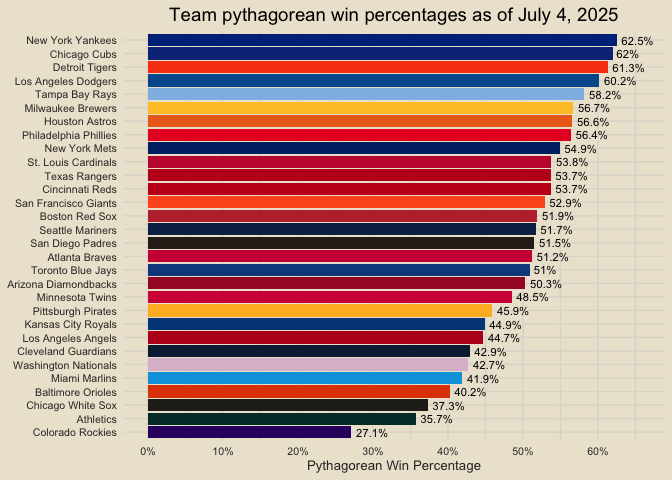 Team pythagorean win percentages as of July 4, 2025
New York Yankees 62.5%
Chicago Cubs 62%
Detroit Tigers 61.3%
Los Angeles Dodgers 60.2%
Tampa Bay Rays 58.2%
Milwaukee Brewers 56.7%
Houston Astros 56.6%
Philadelphia Phillies 56.4%
New York Mets 54.9%
St. Louis Cardinals 53.8%
Texas Rangers 53.7%
Cincinnati Reds 53.7%
San Francisco Giants 52.9%
Boston Red Sox 51.9%
Seattle Mariners 51.7%
San Diego Padres 51.5%
Atlanta Braves 51.2%
Toronto Blue Jays 51%
Arizona Diamondbacks 50.3%
Minnesota Twins 48.5%
Pittsburgh Pirates 45.9%
Kansas City Royals 44.9%
Los Angeles Angels 44.7%
Cleveland Guardians 42.9%
Washington Nationals 42.7%
Miami Marlins 41.9%
Baltimore Orioles 40.2%
Chicago White Sox 37.3%
Athletics 35.7%
Colorado Rockies 27.1%
0% 10% 20% 30% 40% 50% 60%
Pythagorean Win Percentage